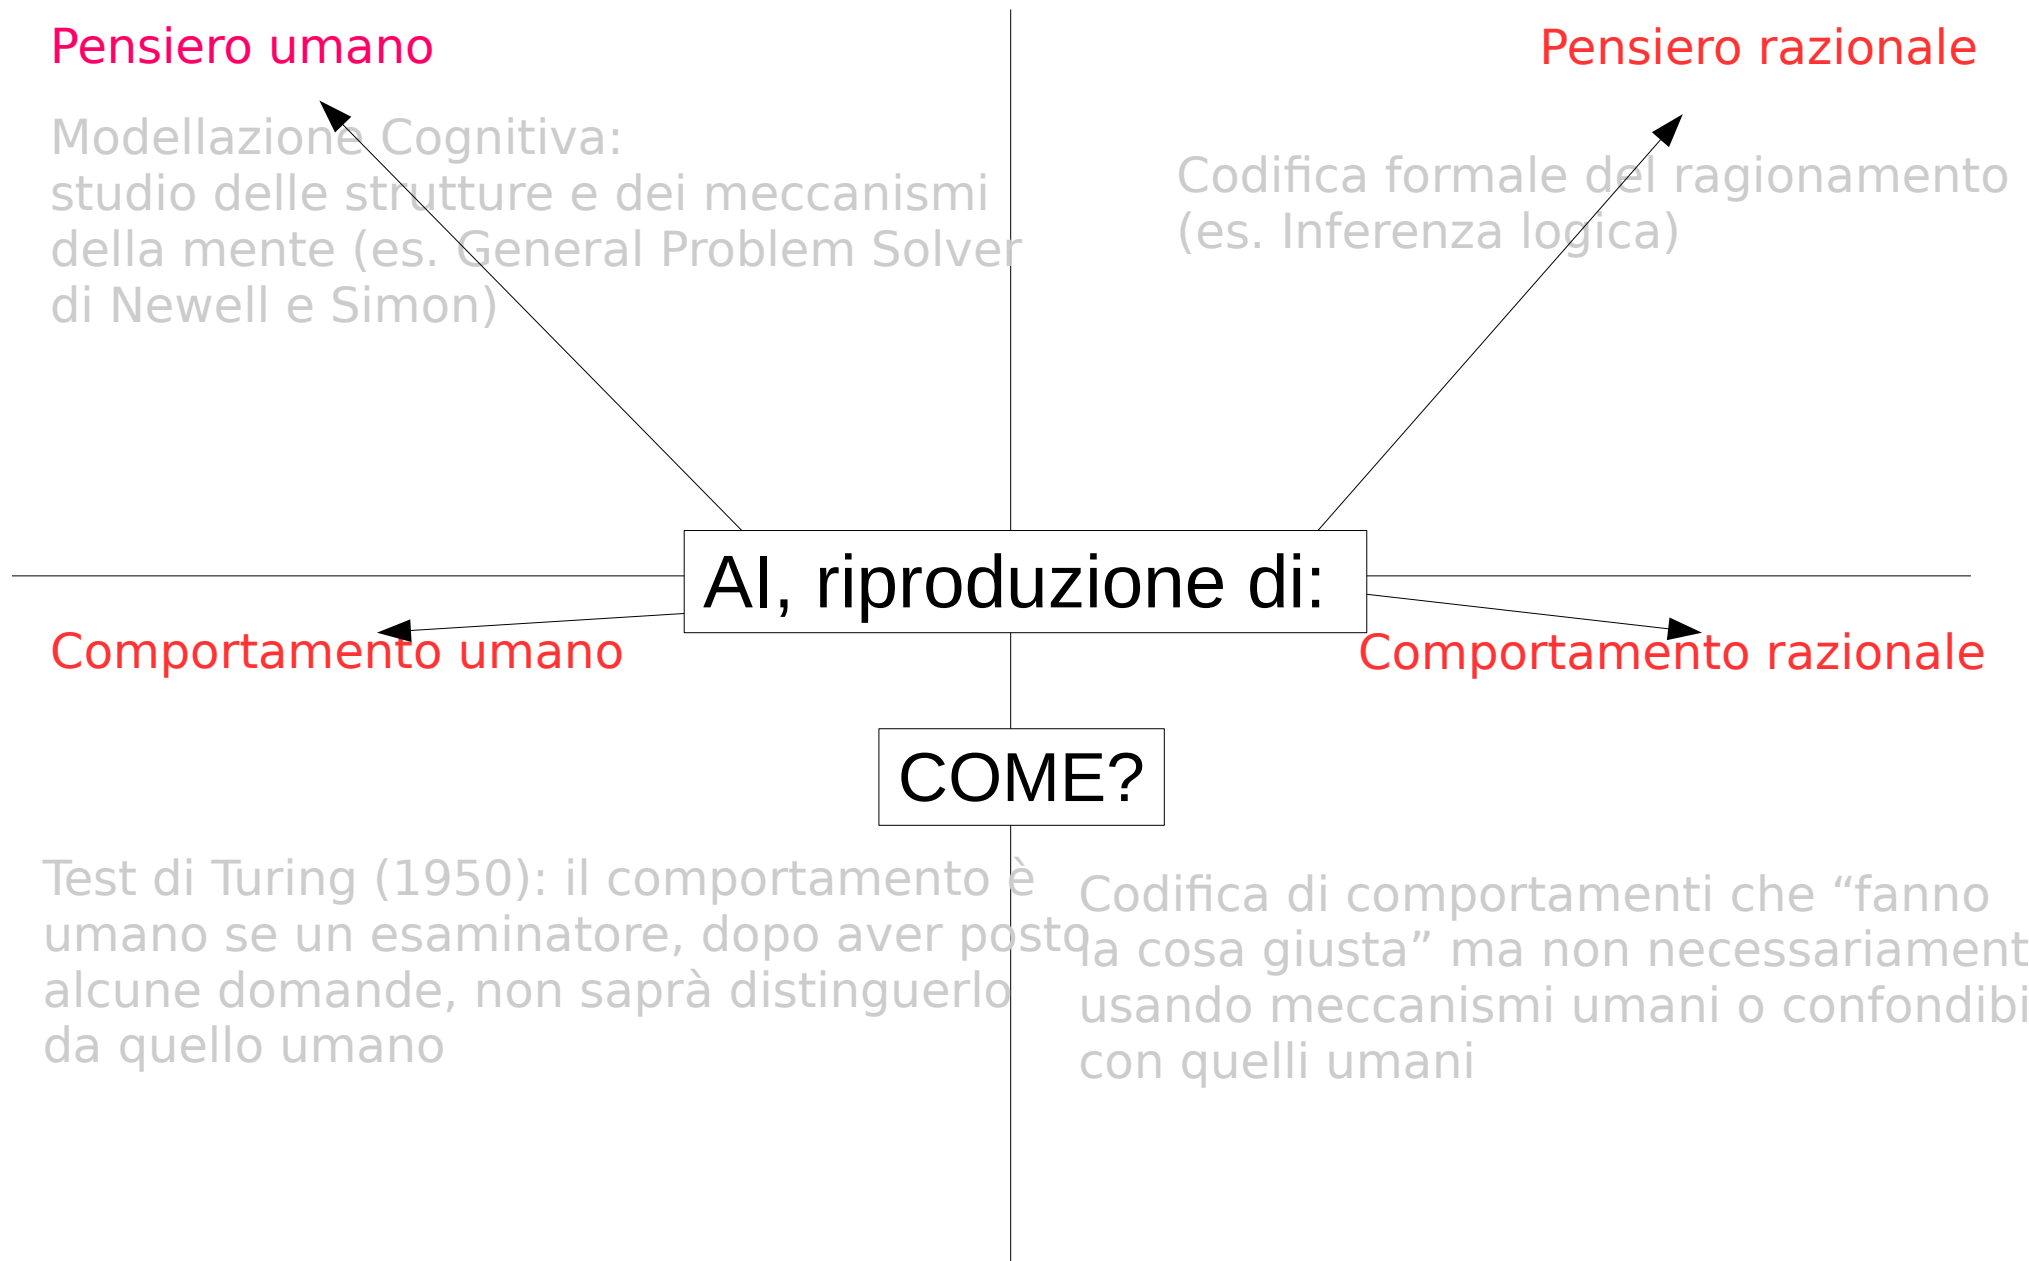 Pensiero umano
Modellazione Cognitiva:
studio delle strutture e dei meccanismi
della mente (es. General Problem Solver
di Newell e Simon)
Pensiero razionale
Codifica formale del ragionamento
(es. Inferenza logica)
AI, riproduzione di:
Comportamento umano
Comportamento razionale
COME?
Test di Turing (1950): il comportamento è
umano se un esaminatore, dopo aver posto
alcune domande, non saprà distinguerlo
da quello umano
Codifica di comportamenti che “fanno
la cosa giusta” ma non necessariament
usando meccanismi umani o confondibi
con quelli umani